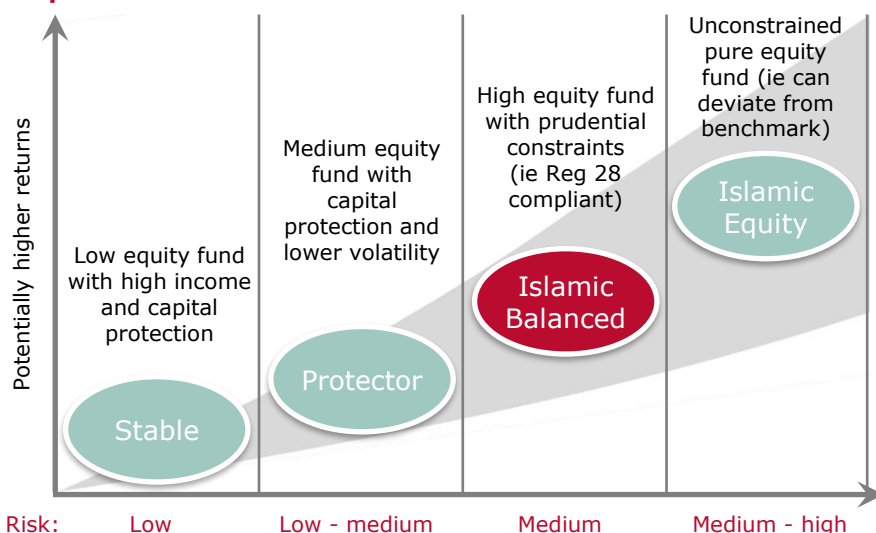 Unconstrained
pure equity
fund (ie can
deviate from
benchmark)
High equity fund
with prudential
constraints
(ie Reg 28
compliant)
Medium equity
fund with
capital
protection and
lower volatility
Low equity fund
with high income
and capital
protection
Potentially higher returns
Islamic
Equity
Islamic
Balanced
Protector
Stable
Risk:
Low
Low - medium
Medium
Medium - high